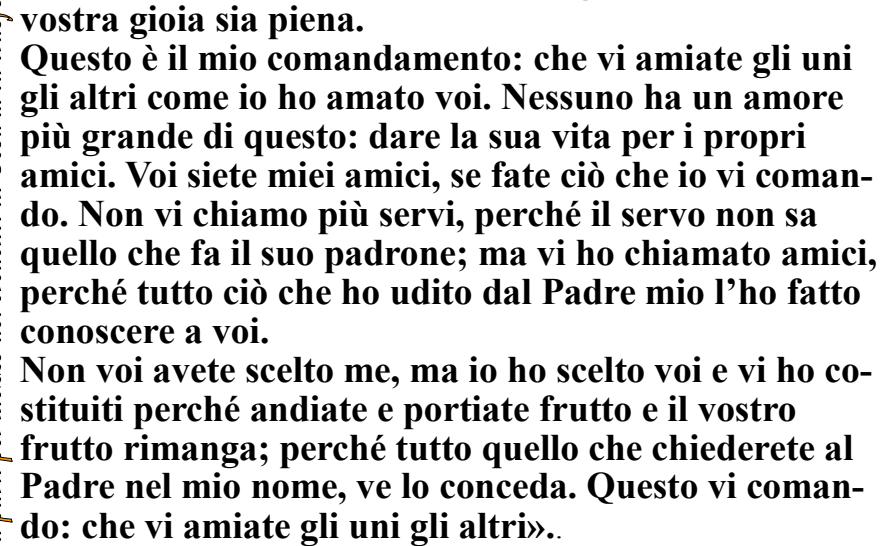 vostra gioia sia piena.
Questo è il mio comandamento: che vi amiate gli uni
gli altri come io ho amato voi. Nessuno ha un amore
più grande di questo: dare la sua vita per i propri
amici. Voi siete miei amici, se fate ciò che io vi coman-
do. Non vi chiamo più servi, perché il servo non sa
quello che fa il suo padrone; ma vi ho chiamato amici,
perché tutto ciò che ho udito dal Padre mio l’ho fatto
conoscere a voi.
Non voi avete scelto me, ma io ho scelto voi e vi ho co-
stituiti perché andiate e portiate frutto e il vostro
frutto rimanga; perché tutto quello che chiederete al
Padre nel mio nome, ve lo conceda. Questo vi coman-
do: che vi amiate gli uni gli altri»..